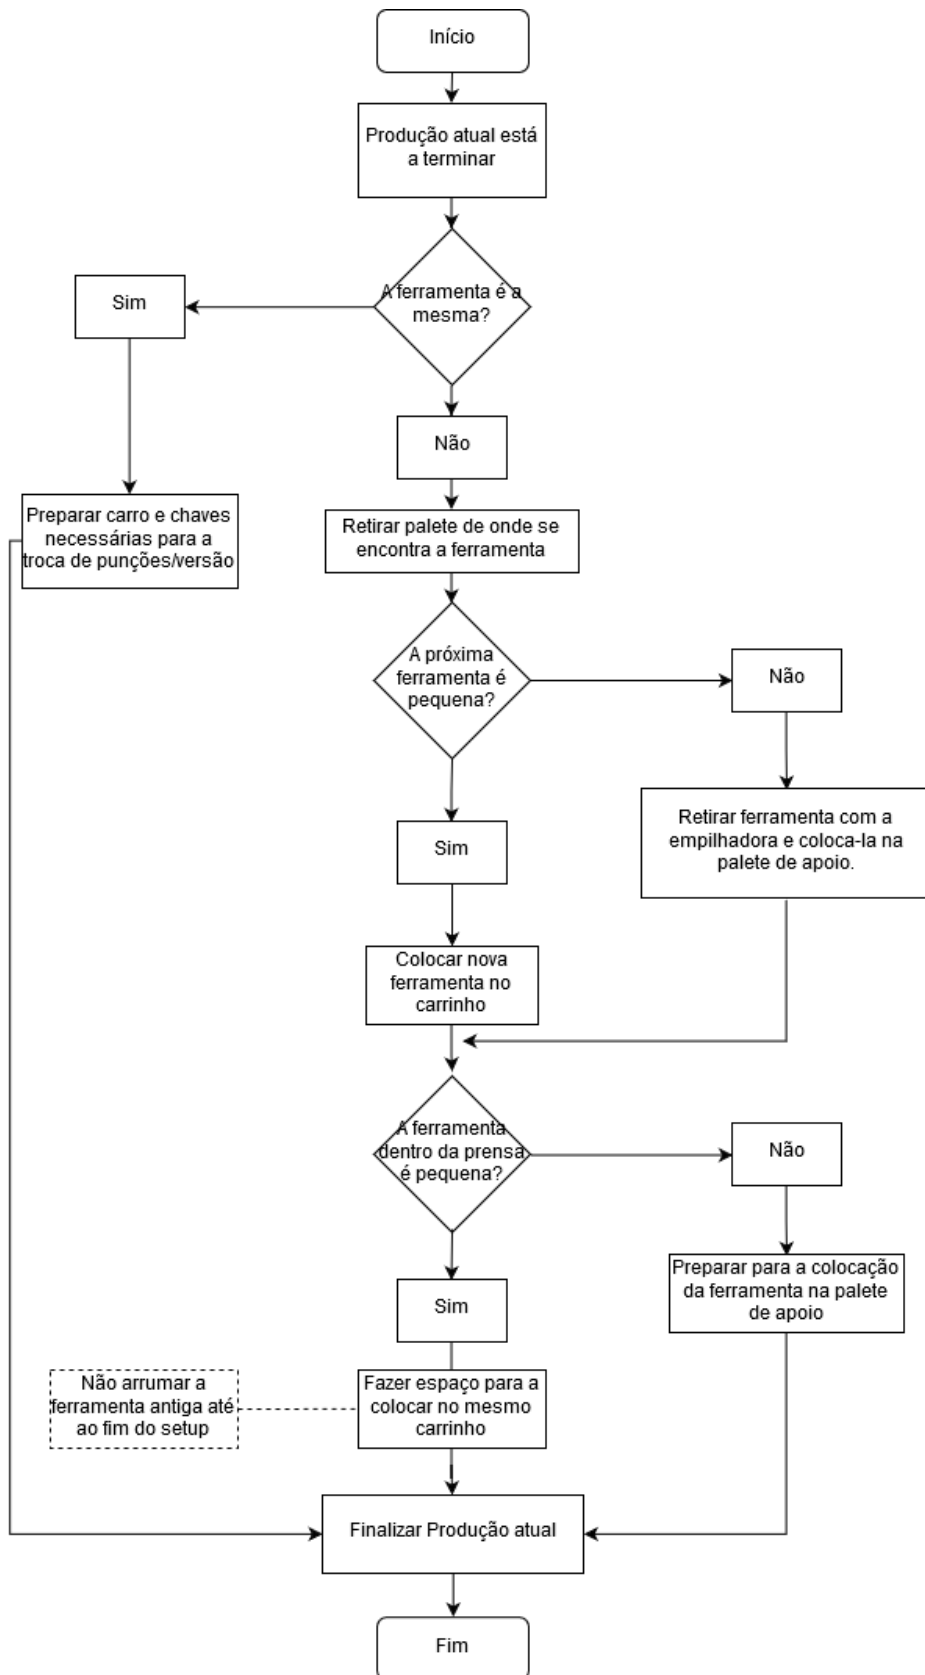 Início
Produção atual está
a terminar
A ferramenta é a
mesma?
Sim
Não
Preparar carro e chaves
necessárias para a
troca de punções/versão
Retirar palete de onde se
encontra a ferramenta
A próxima
ferramenta é
pequena?
Não
Sim
Retirar ferramenta com a
empilhadora e coloca-la na
palete de apoio.
Colocar nova
ferramenta no
carrinho
A ferramenta
dentro da prensa
é pequena?
Não
Sim
Preparar para a colocação
da ferramenta na palete
de apoio
Não arrumar a
ferramenta antiga até
ao fim do setup
Fazer espaço para a
colocar no mesmo
carrinho
Finalizar Produção atual
Fim